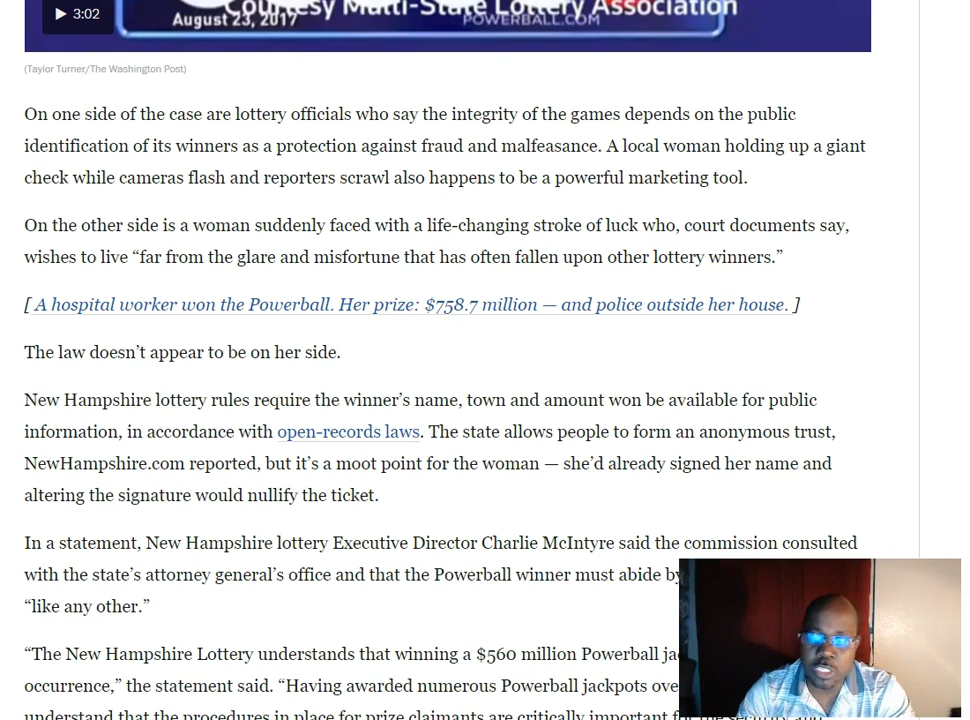 3:02
August 23, 2017
Courtesy Multi-State Lottery Association
POWERBALL.COM
(Taylor Turner/The Washington Post)
On one side of the case are lottery officials who say the integrity of the games depends on the public
identification of its winners as a protection against fraud and malfeasance. A local woman holding up a giant
check while cameras flash and reporters scrawl also happens to be a powerful marketing tool.
On the other side is a woman suddenly faced with a life-changing stroke of luck who, court documents say,
wishes to live “far from the glare and misfortune that has often fallen upon other lottery winners.”
[ A hospital worker won the Powerball. Her prize: $758.7 million — and police outside her house. ]
The law doesn’t appear to be on her side.
New Hampshire lottery rules require the winner’s name, town and amount won be available for public
information, in accordance with open-records laws. The state allows people to form an anonymous trust,
NewHampshire.com reported, but it’s a moot point for the woman — she’d already signed her name and
altering the signature would nullify the ticket.
In a statement, New Hampshire lottery Executive Director Charlie McIntyre said the commission consulted
with the state’s attorney general’s office and that the Powerball winner must abide by
“like any other.”
“The New Hampshire Lottery understands that winning a $560 million Powerball
occurrence,” the statement said. “Having awarded numerous Powerball jackpots
understand that the procedures in place for prize claimants are critically important